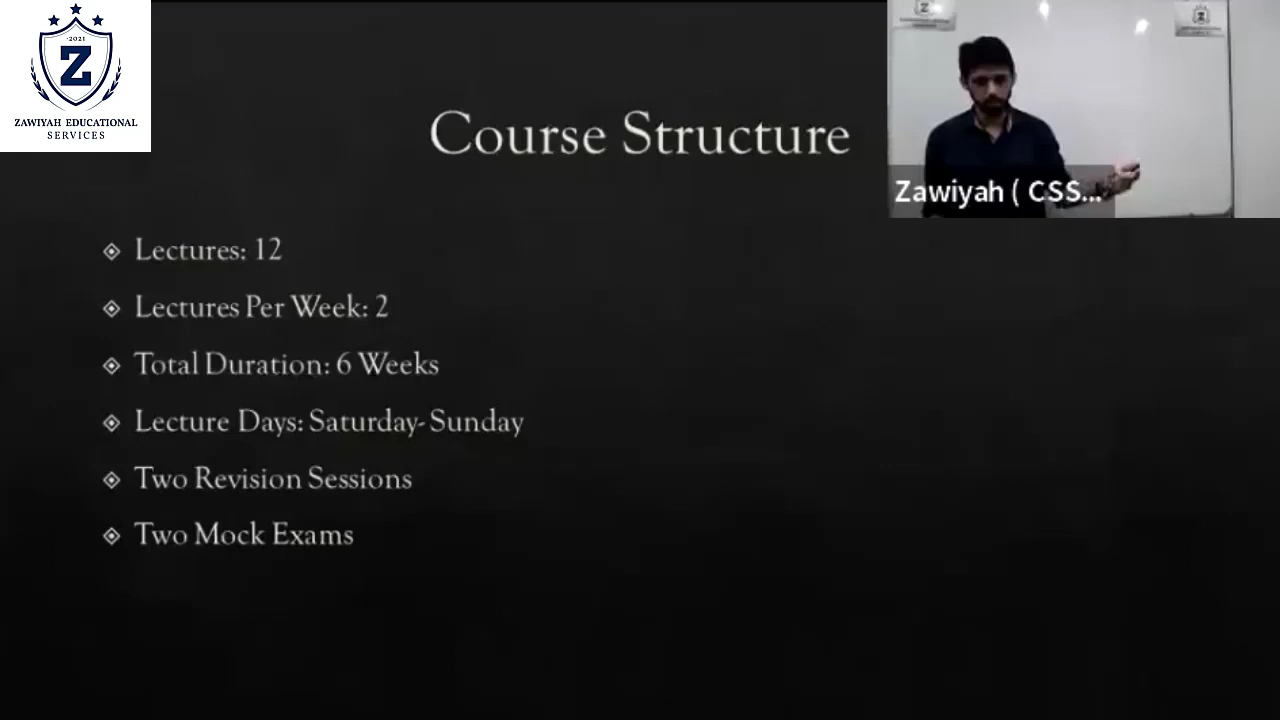 ·2021·
Z
ZAWIYAH EDUCATIONAL
SERVICES
Course Structure
Zawiyah ( CSS...
Lectures: 12
Lectures Per Week: 2
Total Duration: 6 Weeks
Lecture Days: Saturday-Sunday
Two Revision Sessions
Two Mock Exams